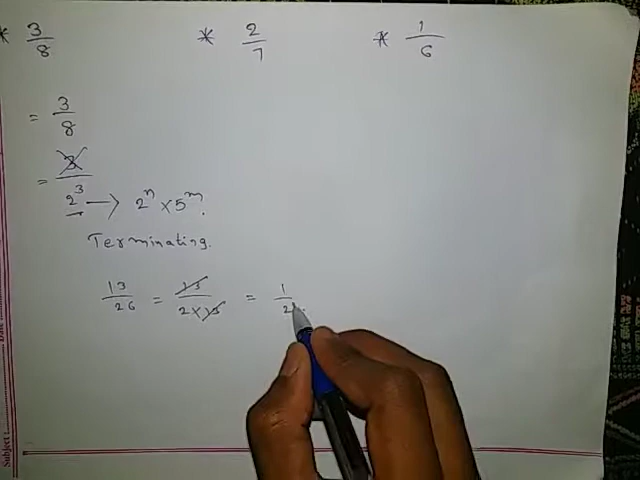 * 3/8 * 2/7 * 1/6
= 3/8
= 3/2³ → 2ⁿ × 5ᵐ.
Terminating.
13/26 = 13/2×13 = 1/2
Subject :